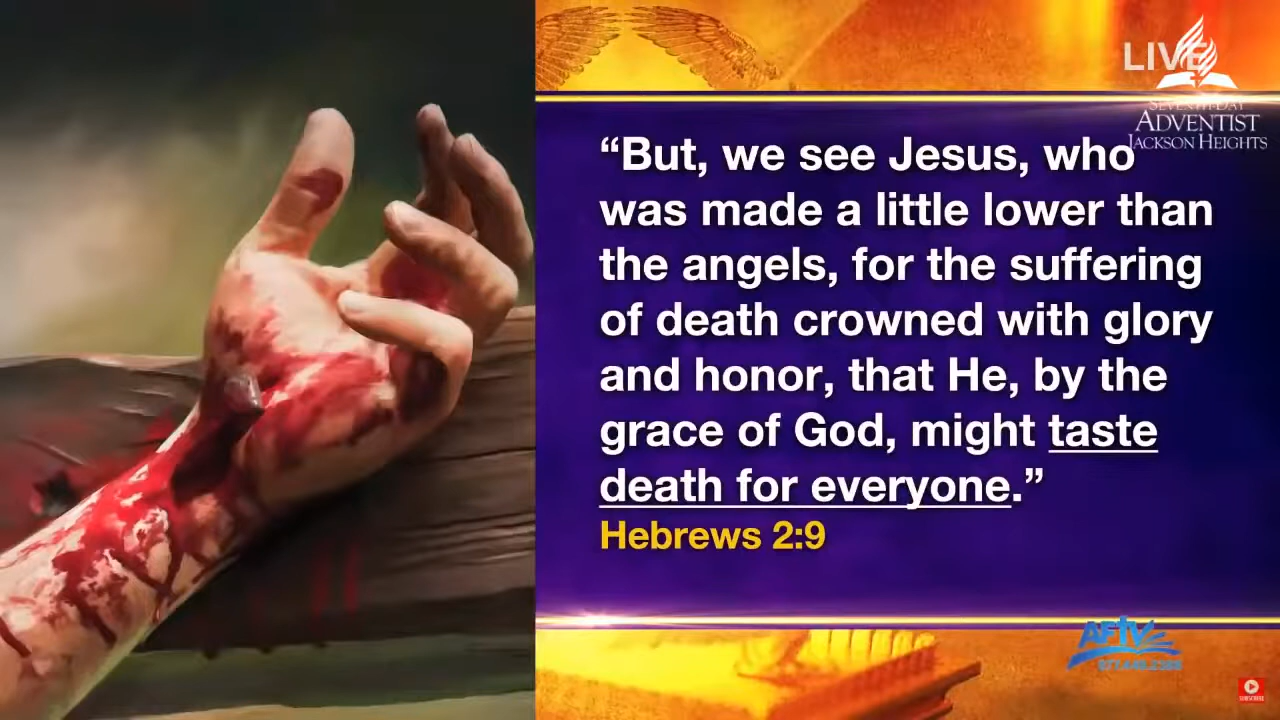 LIVE
SEVENTH-DAY
ADVENTIST
JACKSON HEIGHTS
“But, we see Jesus, who
was made a little lower than
the angels, for the suffering
of death crowned with glory
and honor, that He, by the
grace of God, might taste
death for everyone.”
Hebrews 2:9
AFTV
SUBSCRIBE